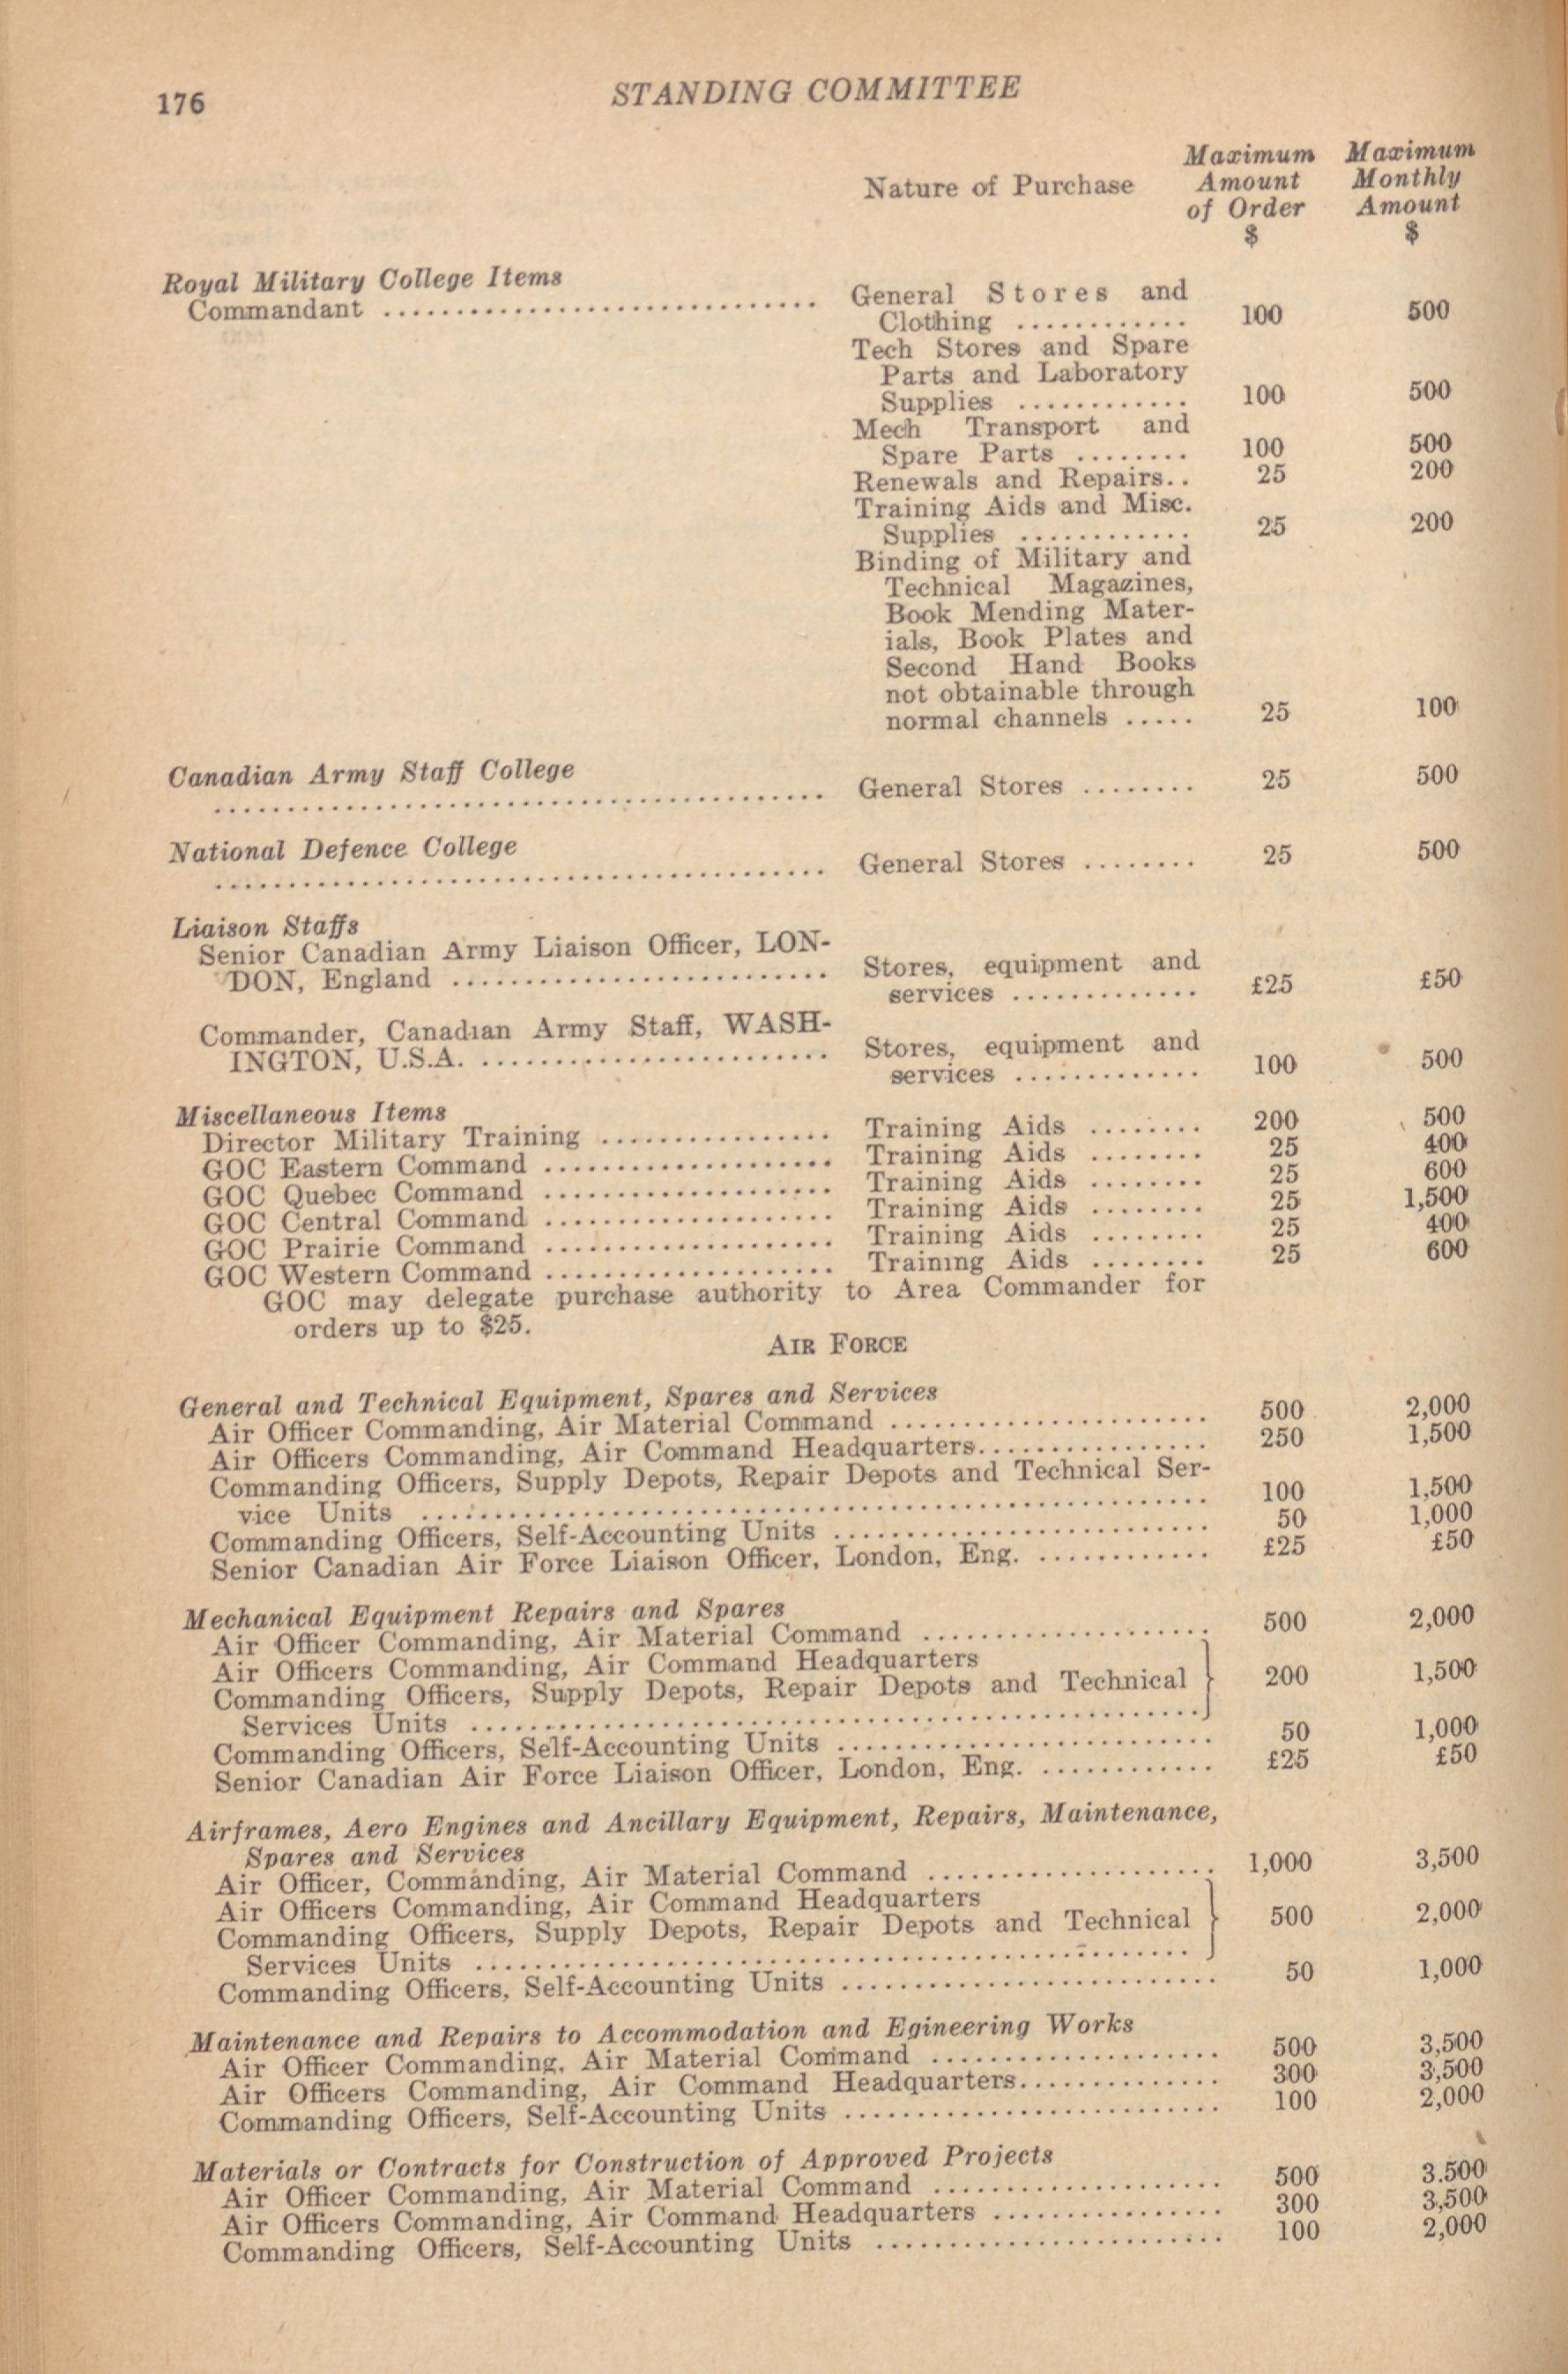 176
STANDING COMMITTEE
Nature of Purchase
Maximum Amount of Order $
Maximum Monthly Amount $
Royal Military College Items
Commandant .............................. General Stores and
Clothing ............ 100 500
Tech Stores and Spare
Parts and Laboratory
Supplies ............ 100 500
Mech Transport and
Spare Parts ........ 100 500
Renewals and Repairs.. 25 200
Training Aids and Misc.
Supplies ............ 25 200
Binding of Military and
Technical Magazines,
Book Mending Mater-
ials, Book Plates and
Second Hand Books
not obtainable through
normal channels ..... 25 100
Canadian Army Staff College
.......................................... General Stores ........ 25 500
National Defence College
.......................................... General Stores ........ 25 500
Liaison Staffs
Senior Canadian Army Liaison Officer, LON-
DON, England .......................... Stores, equipment and
services ............. £25 £50
Commander, Canadian Army Staff, WASH-
INGTON, U.S.A. ........................ Stores, equipment and
services ............. 100 500
Miscellaneous Items
Director Military Training ................ Training Aids ........ 200 500
GOC Eastern Command .................... Training Aids ........ 25 400
GOC Quebec Command .................... Training Aids ........ 25 600
GOC Central Command .................... Training Aids ........ 25 1,500
GOC Prairie Command .................... Training Aids ........ 25 400
GOC Western Command .................... Training Aids ........ 25 600
GOC may delegate purchase authority to Area Commander for
orders up to $25.
AIR FORCE
General and Technical Equipment, Spares and Services
Air Officer Commanding, Air Material Command ...................... 500 2,000
Air Officers Commanding, Air Command Headquarters................ 250 1,500
Commanding Officers, Supply Depots, Repair Depots and Technical Ser-
vice Units ...................................................... 100 1,500
Commanding Officers, Self-Accounting Units .......................... 50 1,000
Senior Canadian Air Force Liaison Officer, London, Eng. ............ £25 £50
Mechanical Equipment Repairs and Spares
Air Officer Commanding, Air Material Command .................... 500 2,000
Air Officers Commanding, Air Command Headquarters
Commanding Officers, Supply Depots, Repair Depots and Technical } 200 1,500
Services Units ..................................................
Commanding Officers, Self-Accounting Units .......................... 50 1,000
Senior Canadian Air Force Liaison Officer, London, Eng. ............ £25 £50
Airframes, Aero Engines and Ancillary Equipment, Repairs, Maintenance,
Spares and Services
Air Officer, Commanding, Air Material Command .................... 1,000 3,500
Air Officers Commanding, Air Command Headquarters
Commanding Officers, Supply Depots, Repair Depots and Technical } 500 2,000
Services Units .................................................
Commanding Officers, Self-Accounting Units .......................... 50 1,000
Maintenance and Repairs to Accommodation and Egineering Works
Air Officer Commanding, Air Material Command .................... 500 3,500
Air Officers Commanding, Air Command Headquarters.............. 300 3,500
Commanding Officers, Self-Accounting Units .......................... 100 2,000
Materials or Contracts for Construction of Approved Projects
Air Officer Commanding, Air Material Command .................... 500 3.500
Air Officers Commanding, Air Command Headquarters ................ 300 3,500
Commanding Officers, Self-Accounting Units ........................ 100 2,000